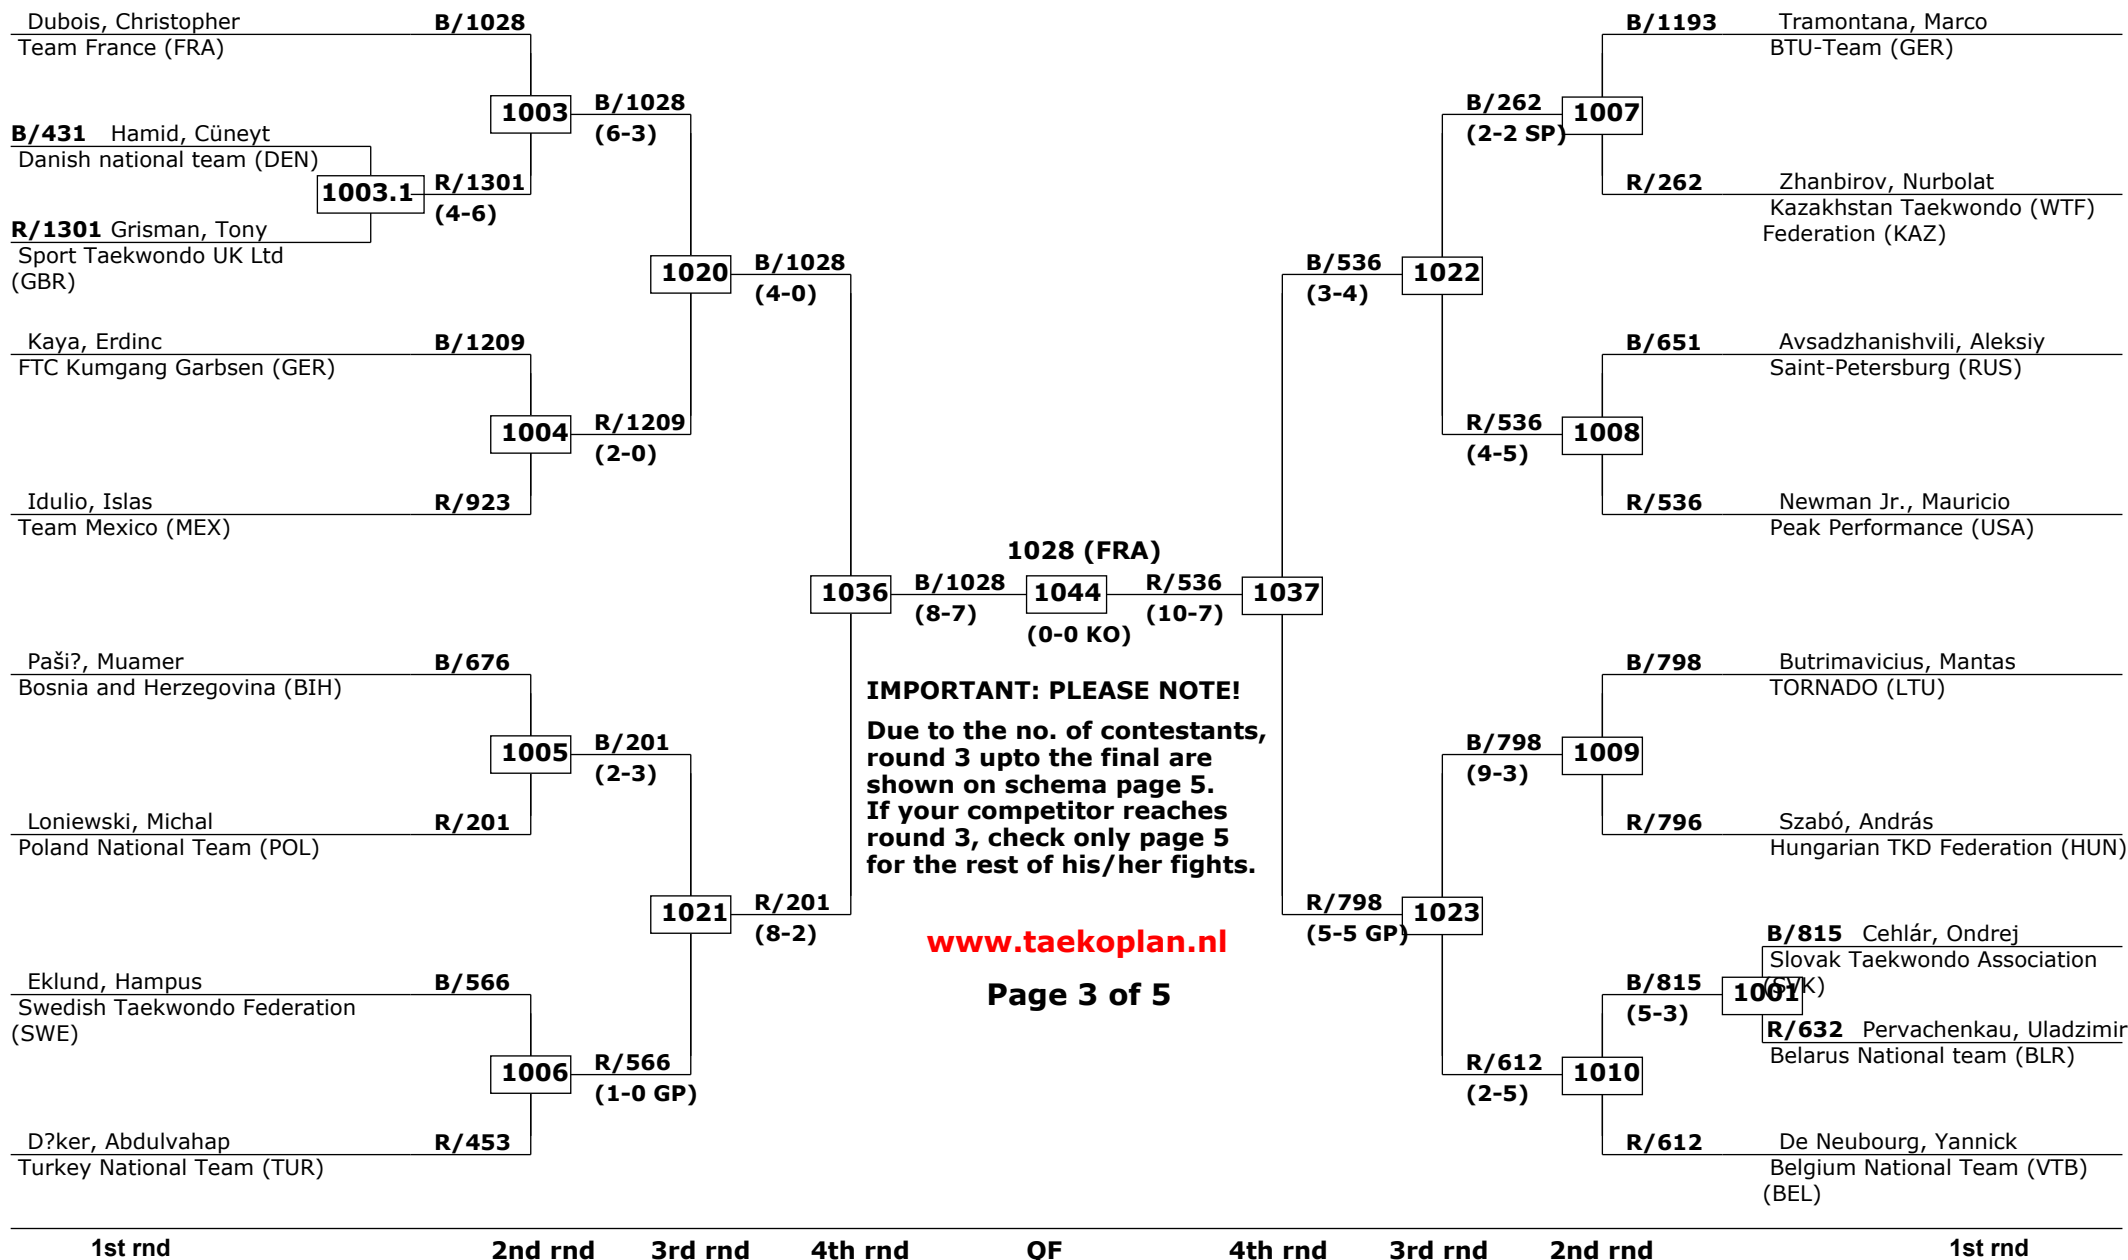 Dubois, Christopher B/1028
Team France (FRA)
1003 B/1028
(6-3)
B/431 Hamid, Cüneyt
Danish national team (DEN)
1003.1 R/1301
(4-6)
R/1301 Grisman, Tony
Sport Taekwondo UK Ltd
(GBR)
1020 B/1028
(4-0)
Kaya, Erdinc B/1209
FTC Kumgang Garbsen (GER)
1004 R/1209
(2-0)
Idulio, Islas R/923
Team Mexico (MEX)
1036 B/1028
(8-7)
Paši?, Muamer B/676
Bosnia and Herzegovina (BIH)
1005 B/201
(2-3)
Loniewski, Michal R/201
Poland National Team (POL)
1021 R/201
(8-2)
Eklund, Hampus B/566
Swedish Taekwondo Federation
(SWE)
1006 R/566
(1-0 GP)
D?ker, Abdulvahap R/453
Turkey National Team (TUR)
1028 (FRA)
1044
(0-0 KO)
IMPORTANT: PLEASE NOTE!
Due to the no. of contestants,
round 3 upto the final are
shown on schema page 5.
If your competitor reaches
round 3, check only page 5
for the rest of his/her fights.
www.taekoplan.nl
Page 3 of 5
B/1193 Tramontana, Marco
BTU-Team (GER)
B/262 1007
(2-2 SP)
R/262 Zhanbirov, Nurbolat
Kazakhstan Taekwondo (WTF)
Federation (KAZ)
B/536 1022
(3-4)
B/651 Avsadzhanishvili, Aleksiy
Saint-Petersburg (RUS)
R/536 1008
(4-5)
R/536 Newman Jr., Mauricio
Peak Performance (USA)
R/536 1037
(10-7)
B/798 Butrimavicius, Mantas
TORNADO (LTU)
B/798 1009
(9-3)
R/796 Szabó, András
Hungarian TKD Federation (HUN)
R/798 1023
(5-5 GP)
B/815 Cehlár, Ondrej
Slovak Taekwondo Association
(SVK)
B/815 1001
(5-3)
R/632 Pervachenkau, Uladzimir
Belarus National team (BLR)
R/612 1010
(2-5)
R/612 De Neubourg, Yannick
Belgium National Team (VTB)
(BEL)
1st rnd 2nd rnd 3rd rnd 4th rnd QF 4th rnd 3rd rnd 2nd rnd 1st rnd